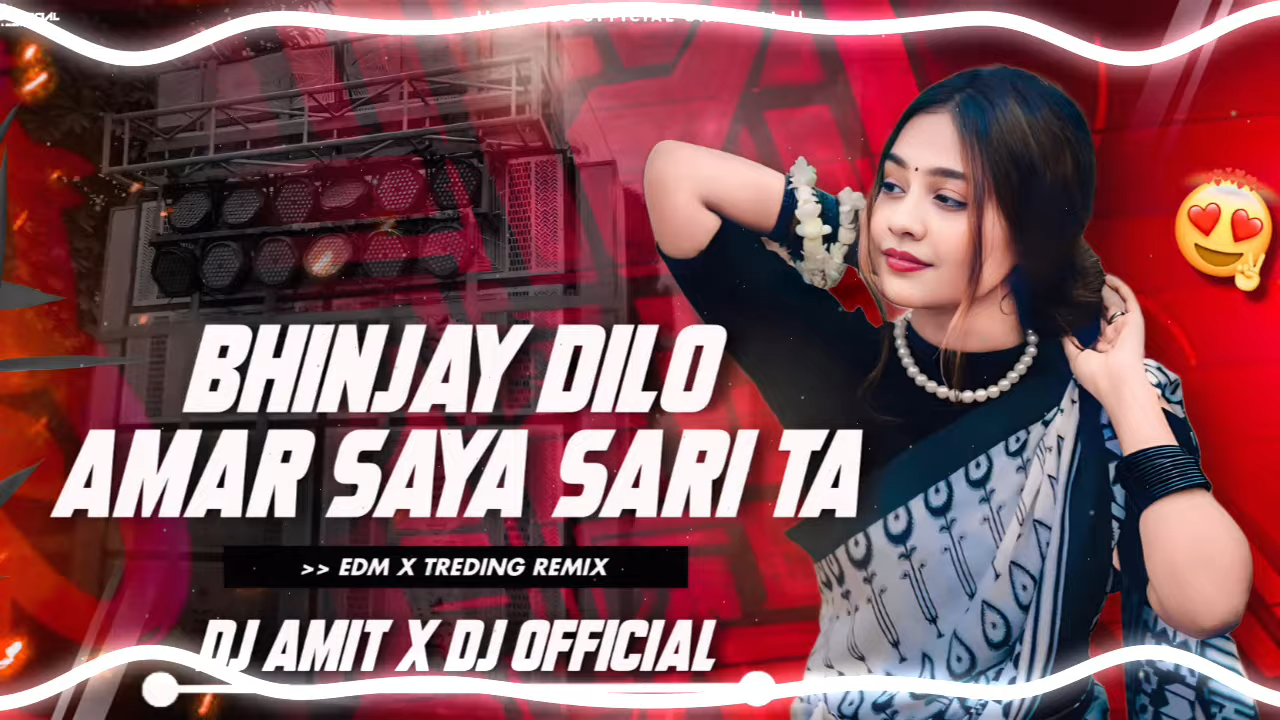 BHINJAY DILO
AMAR SAYA SARI TA
>> EDM X TREDING REMIX
DJ AMIT X DJ OFFICIAL